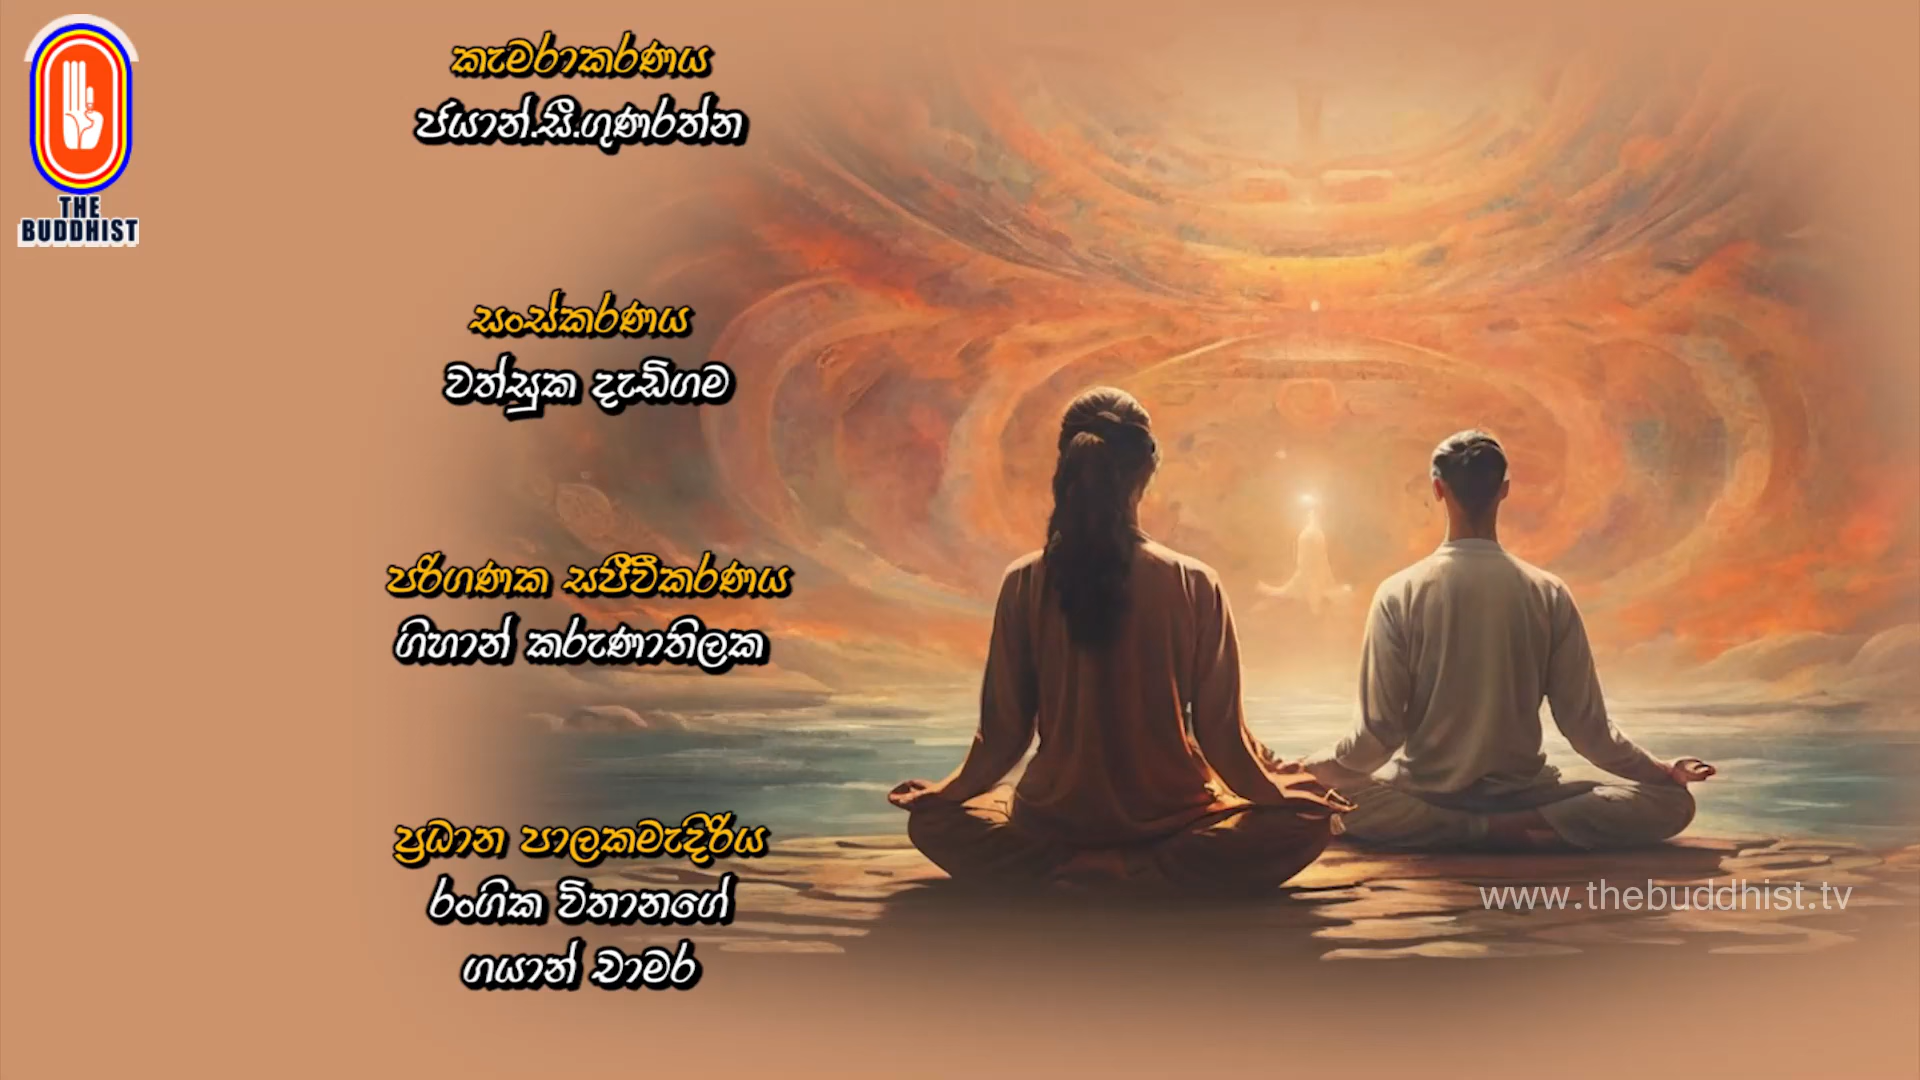 THE
BUDDHIST
කැමරාකරණය
ජයාන්.සී.ගුණරත්න
සංස්කරණය
වත්සුක දැඩිගම
පරිගණක සජීවීකරණය
ගිහාන් කරුණාතිලක
ප්‍රධාන පාලකමැදිරිය
රංගික විතානගේ
ගයාන් චාමර
www.thebuddhist.tv